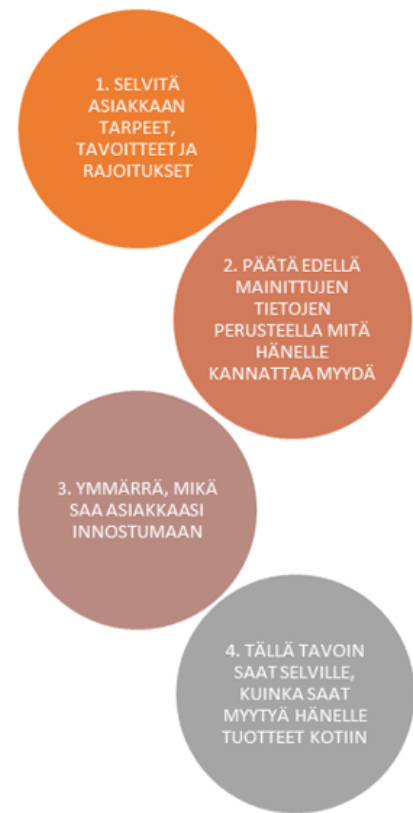 1. SELVITÄ
ASIAKKAAN
TARPEET,
TAVOITTEET JA
RAJOITUKSET
2. PÄÄTÄ EDELLÄ
MAINITTUJEN
TIETOJEN
PERUSTEELLA MITÄ
HÄNELLE
KANNATTAA MYYDÄ
3. YMMÄRRÄ, MIKÄ
SAA ASIAKKAASI
INNOSTUMAAN
4. TÄLLÄ TAVOIN
SAAT SELVILLE,
KUINKA SAAT
MYYTYÄ HÄNELLE
TUOTTEET KOTIIN